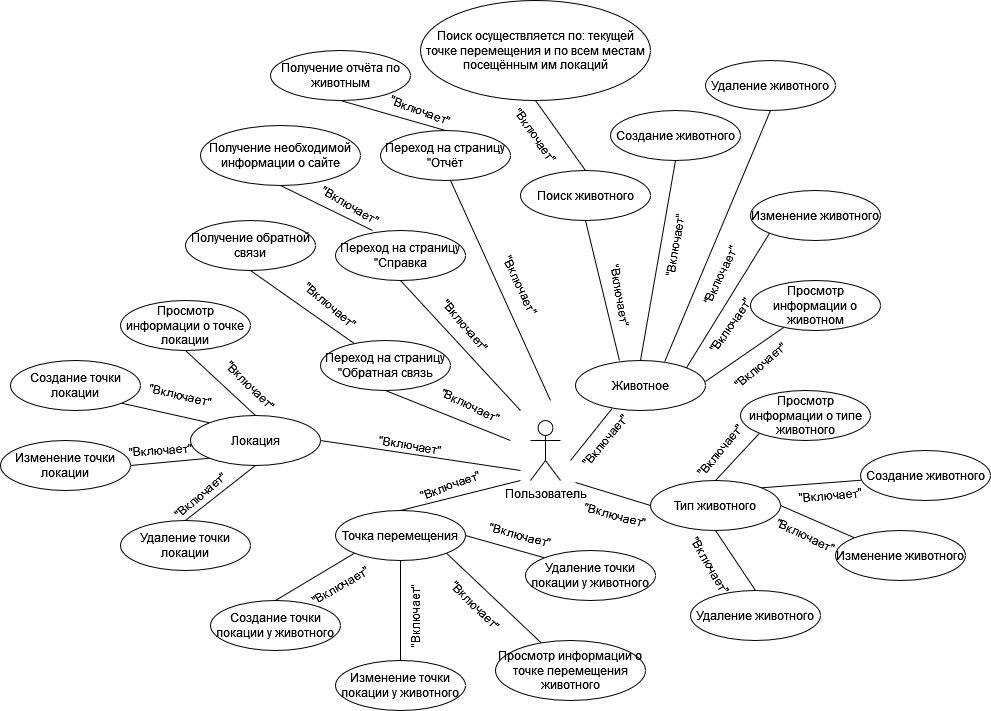 Поиск осуществляется по: текущей
точке перемещения и по всем местам
посещённым им локаций
Получение отчёта по
животным
Удаление животного
"Включает"
"Включает"
Создание животного
Получение необходимой
информации о сайте
Переход на страницу
"Отчёт
Поиск животного
"Включает"
Изменение животного
Получение обратной
связи
Переход на страницу
"Справка
"Включает"
"Включает"
"Включает"
"Включает"
"Включает"
Просмотр
информации о
животном
Просмотр
информации о точке
локации
"Включает"
"Включает"
"Включает"
Переход на страницу
"Обратная связь
"Включает"
Создание точки
локации
"Включает"
"Включает"
Животное
"Включает"
Просмотр
информации о типе
животного
Локация
"Включает"
"Включает"
"Включает"
Изменение точки
локации
"Включает"
"Включает"
Пользователь
"Включает"
"Включает"
Создание животного
"Включает"
Тип животного
"Включает"
Удаление точки
локации
Точка перемещения
"Включает"
"Включает"
Изменение животного
"Включает"
Удаление точки
локации у животного
"Включает"
"Включает"
"Включает"
Создание точки
локации у животного
Удаление животного
Изменение точки
локации у животного
Просмотр информации о
точке перемещения
животного